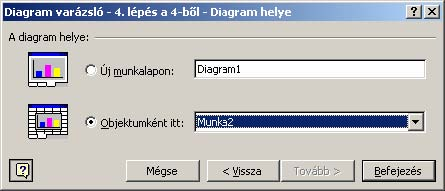 Diagram varázsló - 4. lépés a 4-ből - Diagram helye
A diagram helye:
Új munkalapon:
Diagram1
Objektumként itt:
Munka2
Mégse
< Vissza
Tovább >
Befejezés